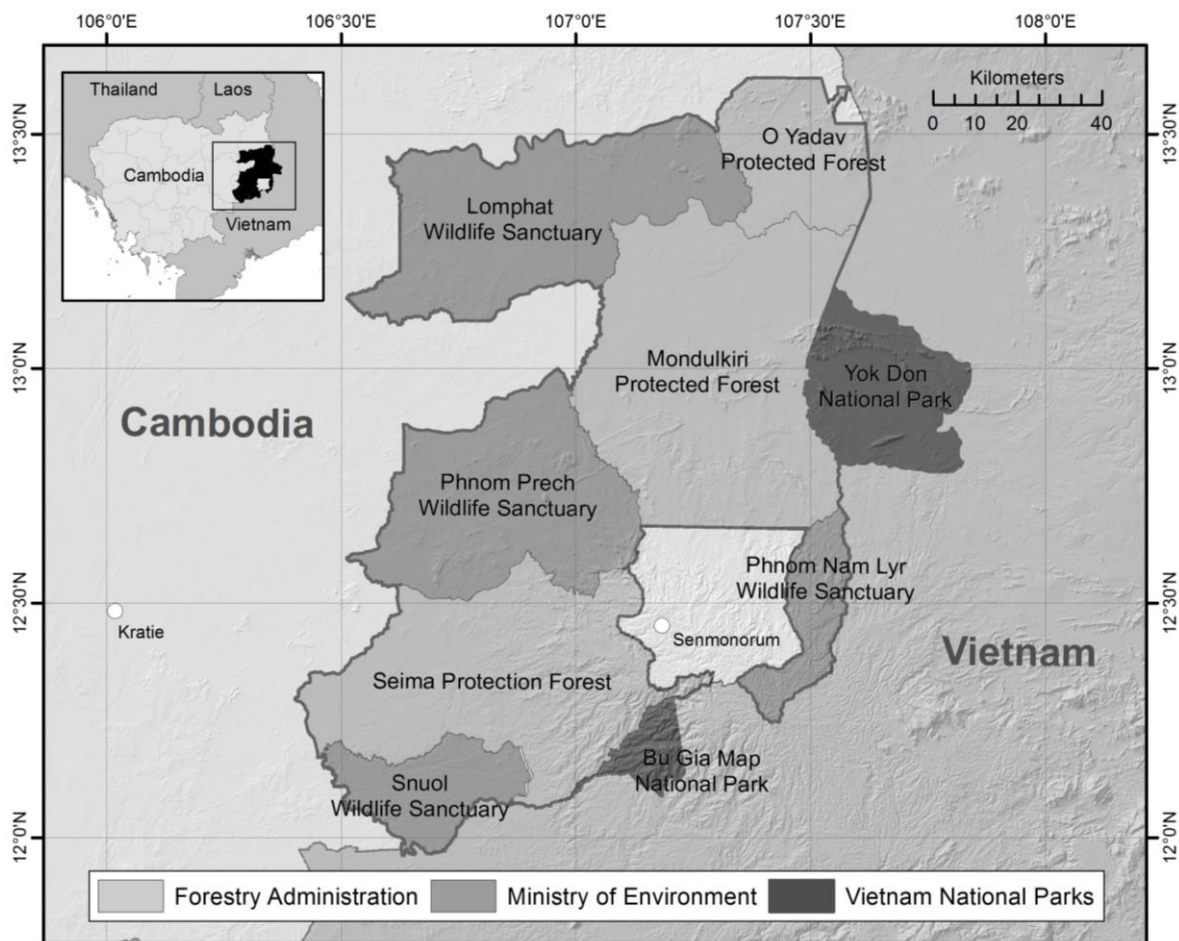 106°0'E
106°30'E
107°0'E
107°30'E
108°0'E
Thailand
Laos
Cambodia
Vietnam
Kilometers
0 10 20 40
13°30'N
13°30'N
O Yadav
Protected Forest
Lomphat
Wildlife Sanctuary
13°0'N
13°0'N
Mondulkiri
Protected Forest
Yok Don
National Park
Cambodia
Phnom Prech
Wildlife Sanctuary
Phnom Nam Lyr
Wildlife Sanctuary
12°30'N
12°30'N
Kratie
Senmonorum
Vietnam
Seima Protection Forest
Bu Gia Map
National Park
Snuol
Wildlife Sanctuary
12°0'N
12°0'N
Forestry Administration
Ministry of Environment
Vietnam National Parks